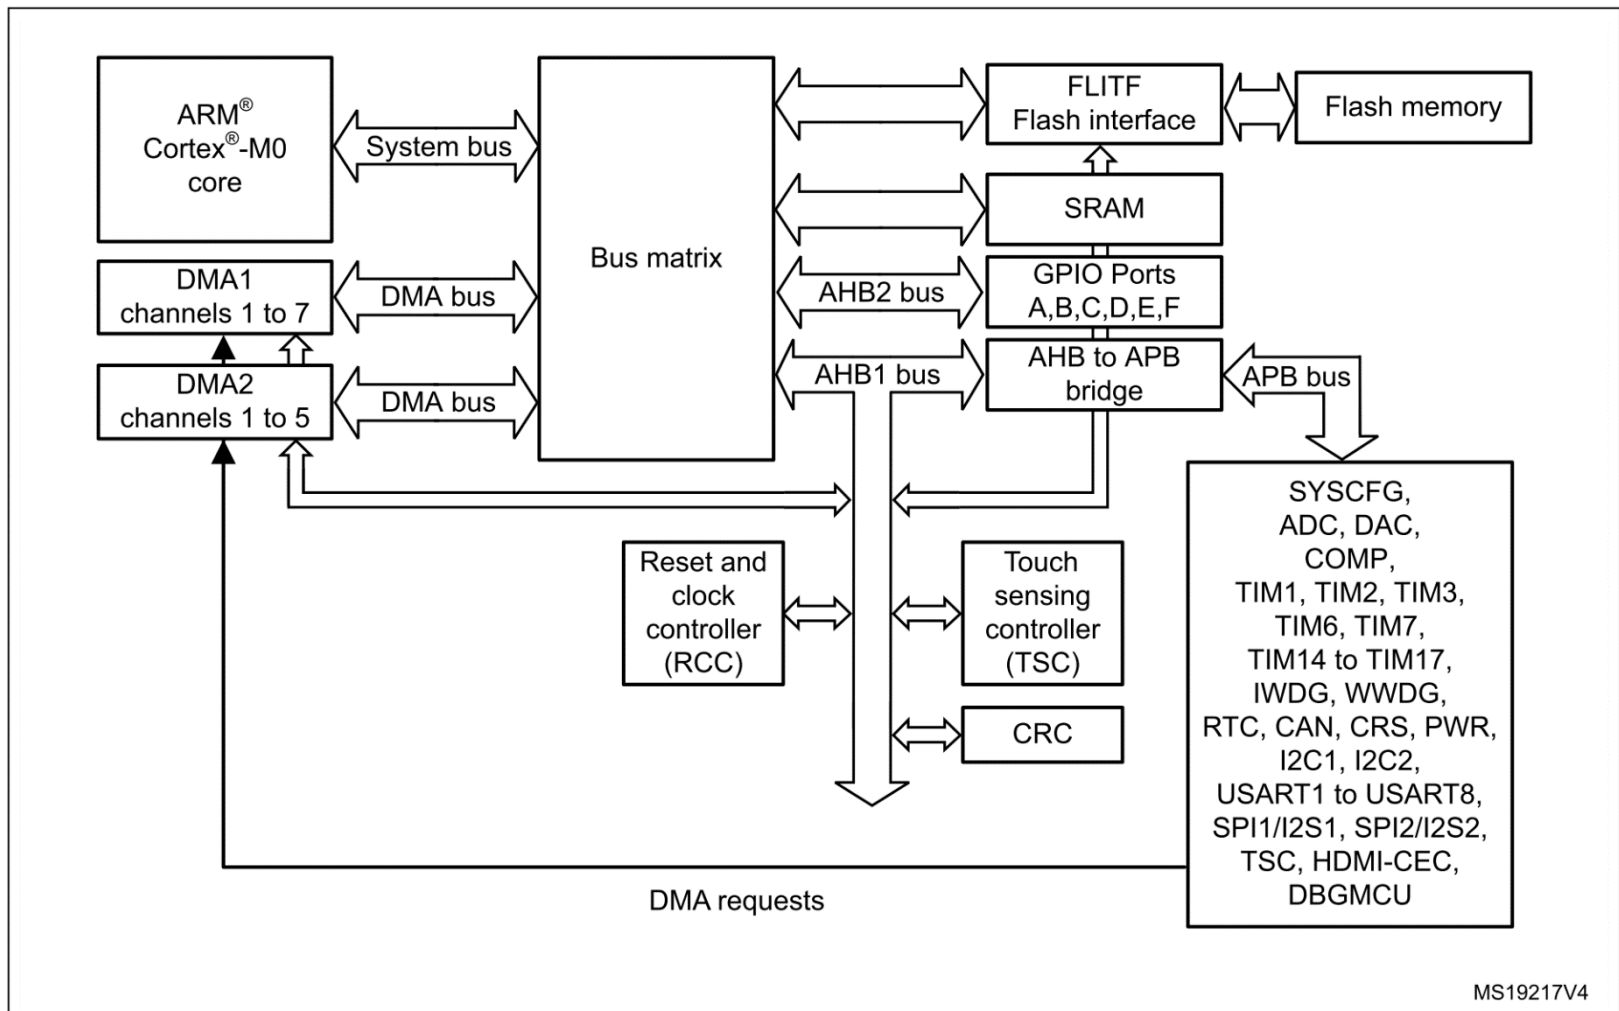 ARM®
Cortex®-M0
core
System bus
Bus matrix
FLITF
Flash interface
Flash memory
SRAM
DMA1
channels 1 to 7
DMA bus
AHB2 bus
GPIO Ports
A,B,C,D,E,F
DMA2
channels 1 to 5
DMA bus
AHB1 bus
AHB to APB
bridge
APB bus
Reset and
clock
controller
(RCC)
Touch
sensing
controller
(TSC)
CRC
SYSCFG,
ADC, DAC,
COMP,
TIM1, TIM2, TIM3,
TIM6, TIM7,
TIM14 to TIM17,
IWDG, WWDG,
RTC, CAN, CRS, PWR,
I2C1, I2C2,
USART1 to USART8,
SPI1/I2S1, SPI2/I2S2,
TSC, HDMI-CEC,
DBGMCU
DMA requests
MS19217V4